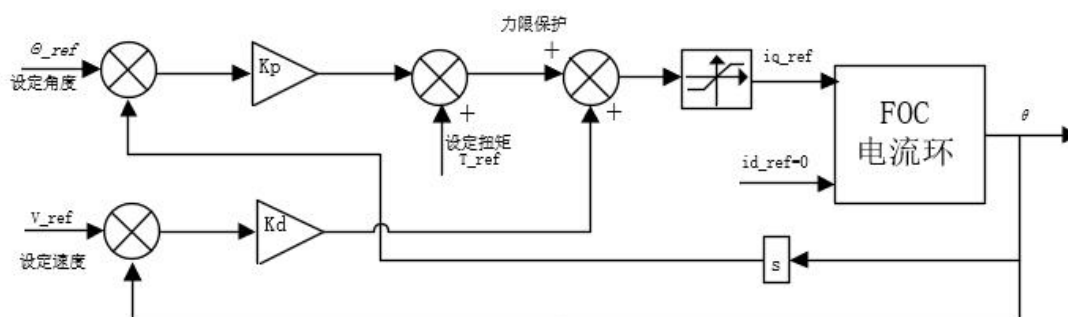 力限保护
θ_ref
设定角度
Kp
+
+
设定扭矩
T_ref
+
iq_ref
FOC
电流环
θ
id_ref=0
V_ref
设定速度
Kd
s